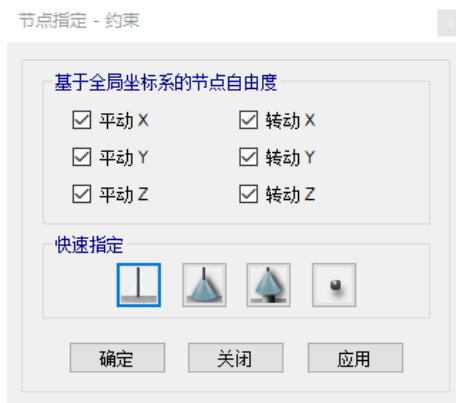 节点指定 - 约束
基于全局坐标系的节点自由度
平动 X
转动 X
平动 Y
转动 Y
平动 Z
转动 Z
快速指定
确定
关闭
应用